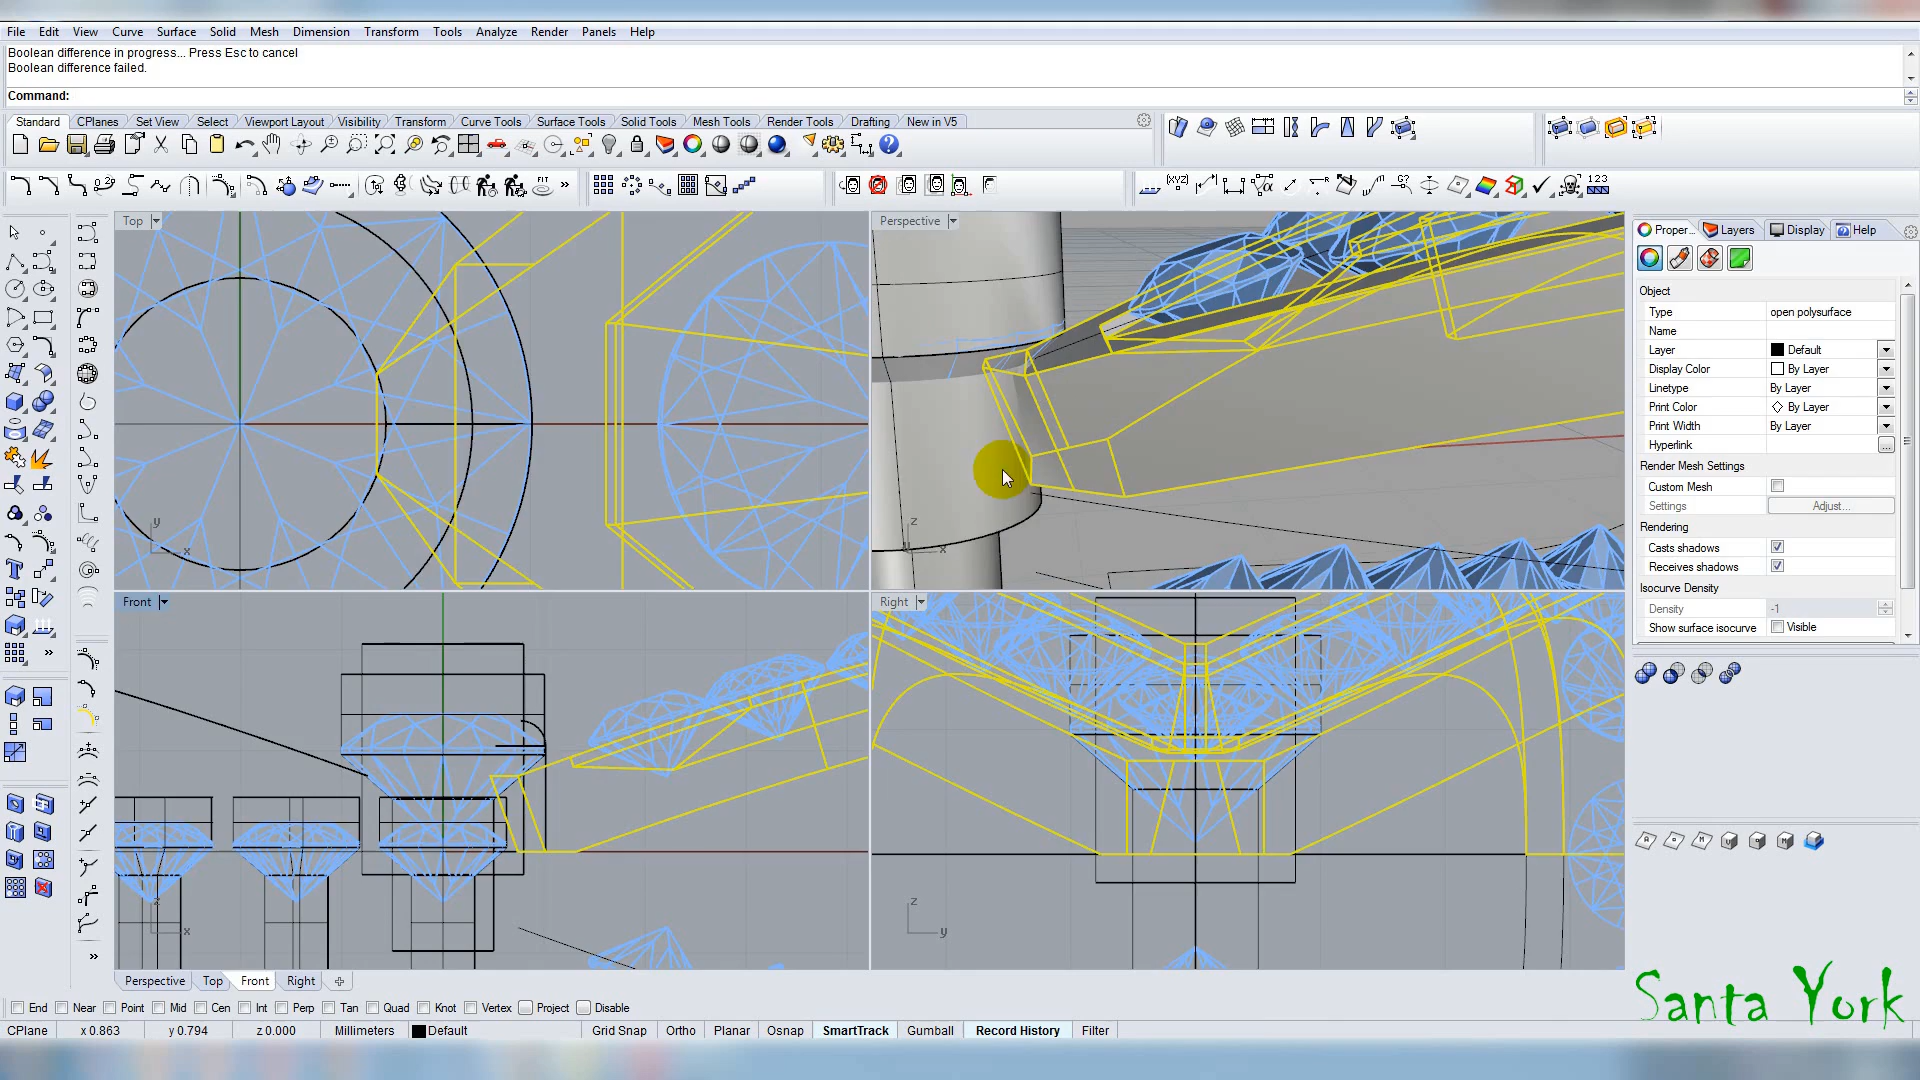 File Edit View Curve Surface Solid Mesh Dimension Transform Tools Analyze Render Panels Help
Boolean difference in progress... Press Esc to cancel
Boolean difference failed.
Command:
Standard CPlanes Set View Select Viewport Layout Visibility Transform Curve Tools Surface Tools Solid Tools Mesh Tools Render Tools Drafting New in V5
Top
Perspective
Proper... Layers Display Help
Object
Type open polysurface
Name
Layer Default
Display Color By Layer
Linetype By Layer
Print Color By Layer
Print Width By Layer
Hyperlink ...
Render Mesh Settings
Custom Mesh
Settings Adjust...
Rendering
Casts shadows
Receives shadows
Isocurve Density
Density -1
Show surface isocurve Visible
y
x
z
x
Front
Right
z
x
z
y
Perspective Top Front Right
End Near Point Mid Cen Int Perp Tan Quad Knot Vertex Project Disable
CPlane x 0.863 y 0.794 z 0.000 Millimeters Default Grid Snap Ortho Planar Osnap SmartTrack Gumball Record History Filter
Santa York